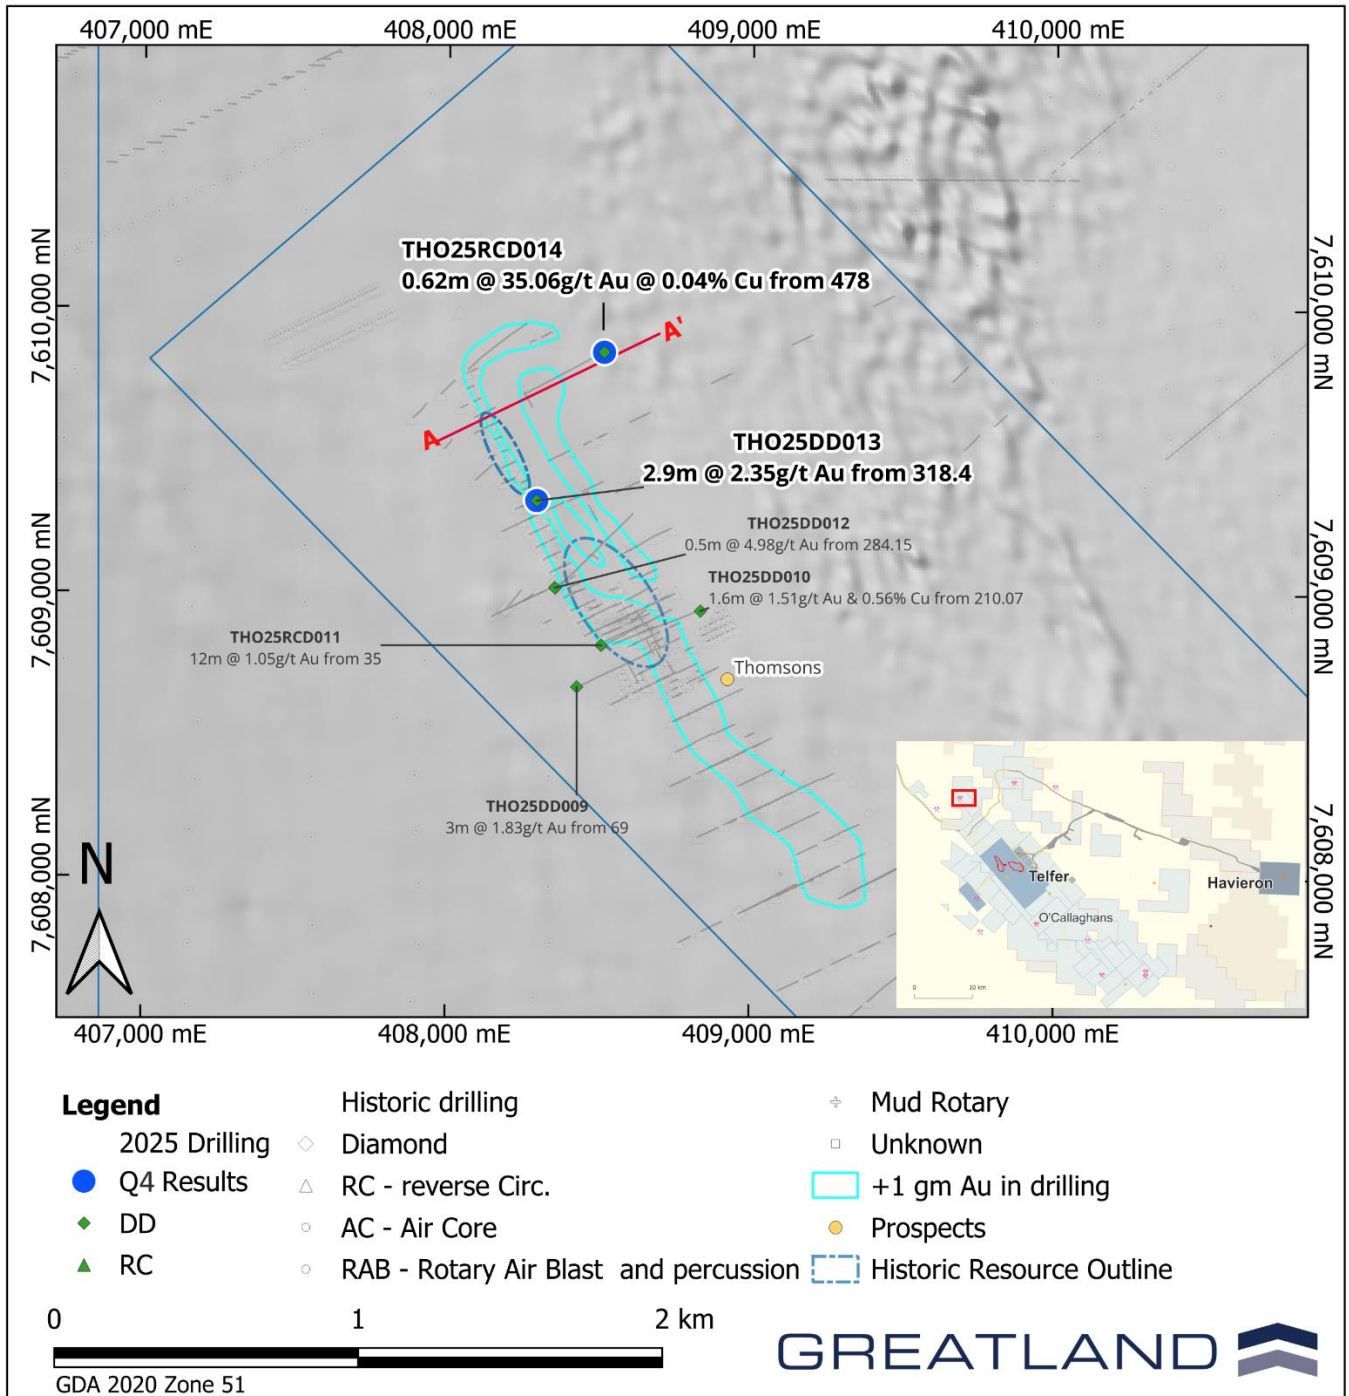 407,000 mE 408,000 mE 409,000 mE 410,000 mE
7,610,000 mN
7,610,000 mN
THO25RCD014
0.62m @ 35.06g/t Au @ 0.04% Cu from 478
A'
A
THO25DD013
2.9m @ 2.35g/t Au from 318.4
THO25DD012
0.5m @ 4.98g/t Au from 284.15
7,609,000 mN
7,609,000 mN
THO25DD010
1.6m @ 1.51g/t Au & 0.56% Cu from 210.07
THO25RCD011
12m @ 1.05g/t Au from 35
Thomsons
THO25DD009
3m @ 1.83g/t Au from 69
7,608,000 mN
7,608,000 mN
N
Telfer
Havieron
O'Callaghans
0 10 km
407,000 mE 408,000 mE 409,000 mE 410,000 mE
Legend
2025 Drilling
Q4 Results
DD
RC
Historic drilling
Diamond
RC - reverse Circ.
AC - Air Core
RAB - Rotary Air Blast and percussion
Mud Rotary
Unknown
+1 gm Au in drilling
Prospects
Historic Resource Outline
0 1 2 km
GDA 2020 Zone 51
GREATLAND